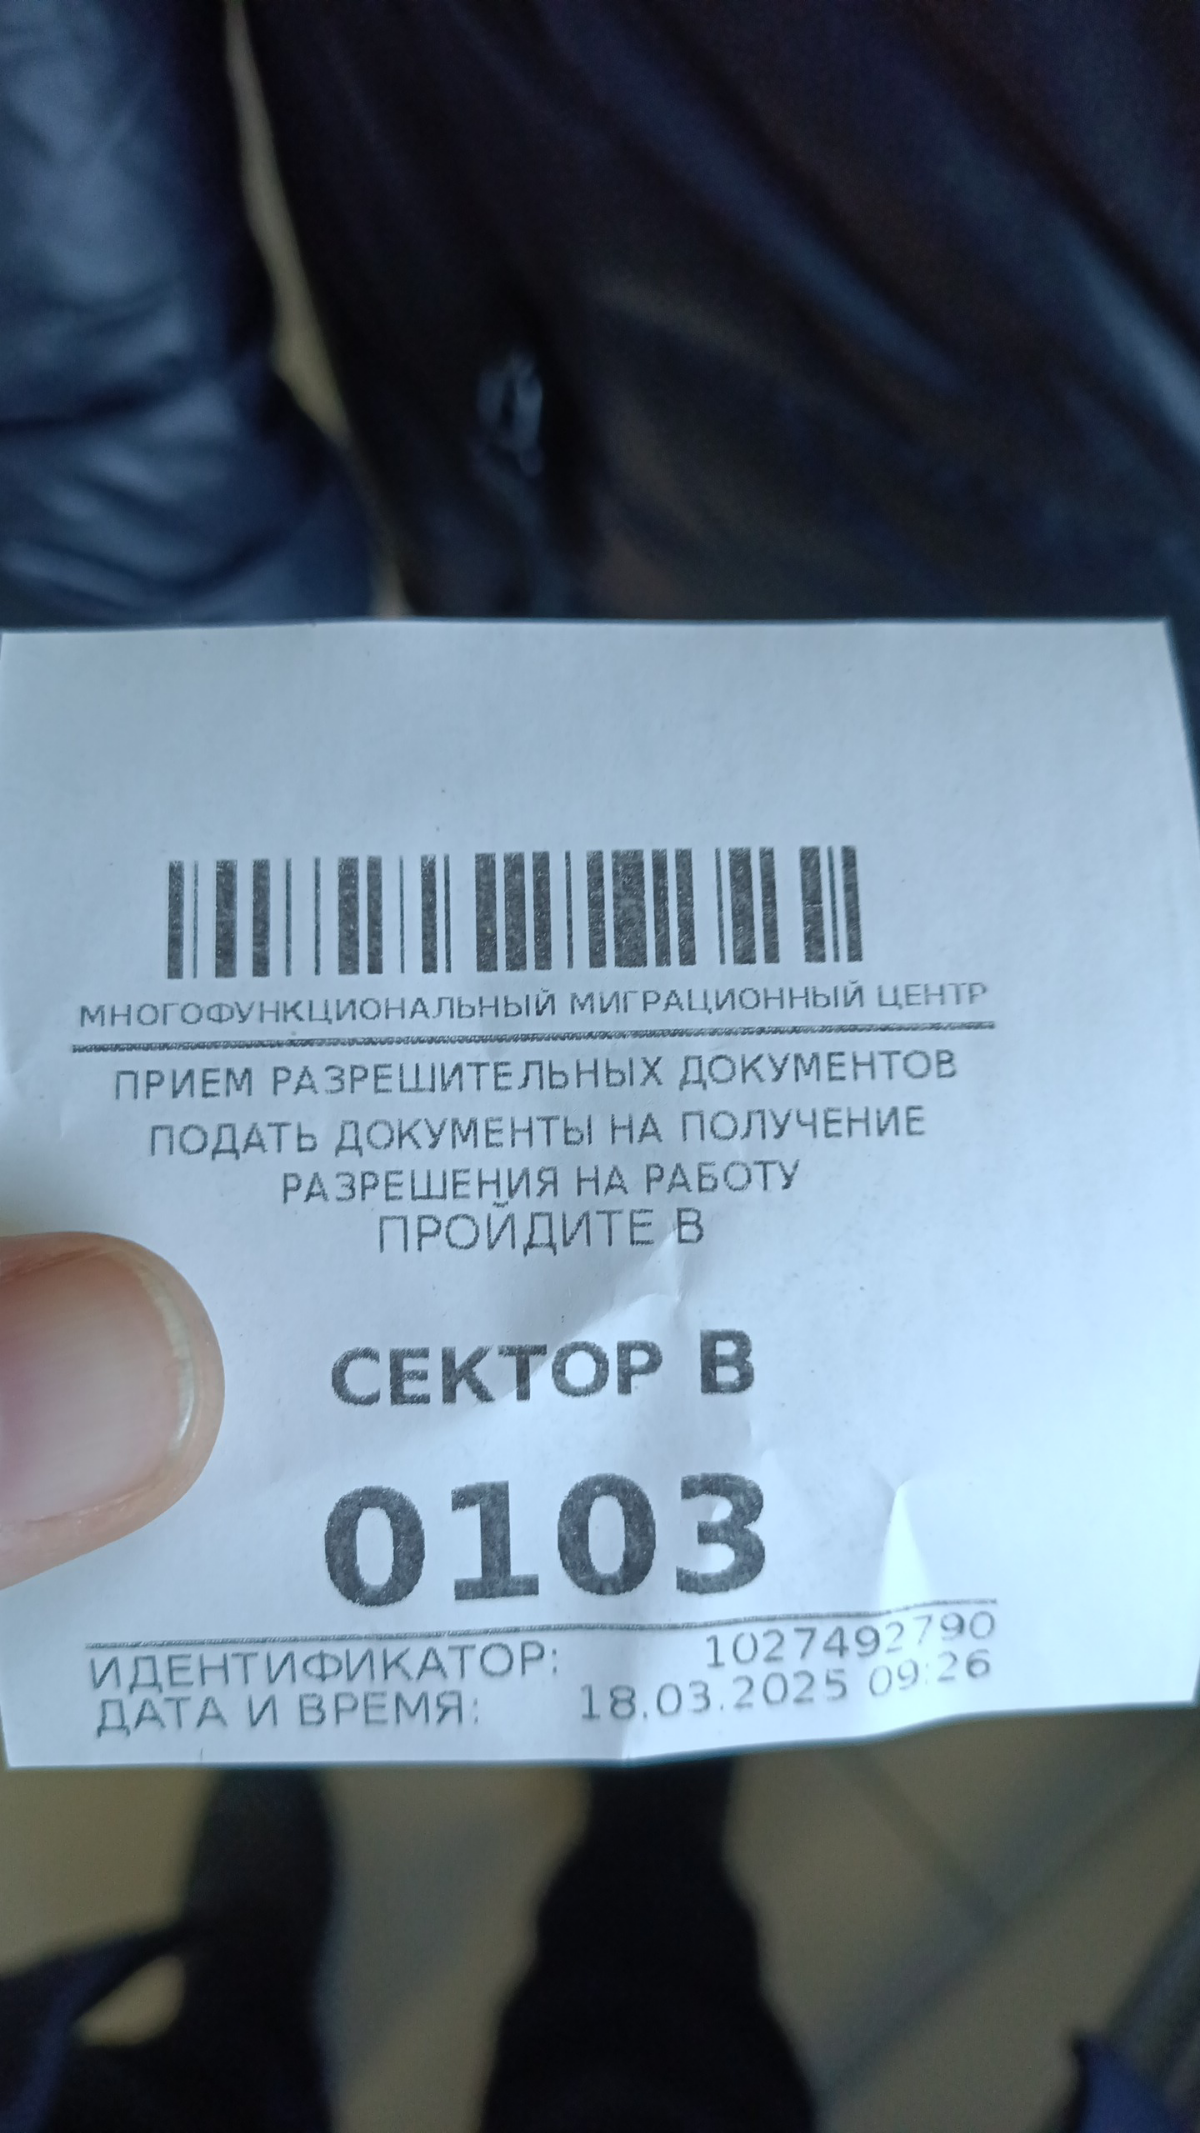 МНОГОФУНКЦИОНАЛЬНЫЙ МИГРАЦИОННЫЙ ЦЕНТР
ПРИЕМ РАЗРЕШИТЕЛЬНЫХ ДОКУМЕНТОВ
ПОДАТЬ ДОКУМЕНТЫ НА ПОЛУЧЕНИЕ
РАЗРЕШЕНИЯ НА РАБОТУ
ПРОЙДИТЕ В
СЕКТОР B
0103
ИДЕНТИФИКАТОР: 1027492790
ДАТА И ВРЕМЯ: 18.03.2025 09:26